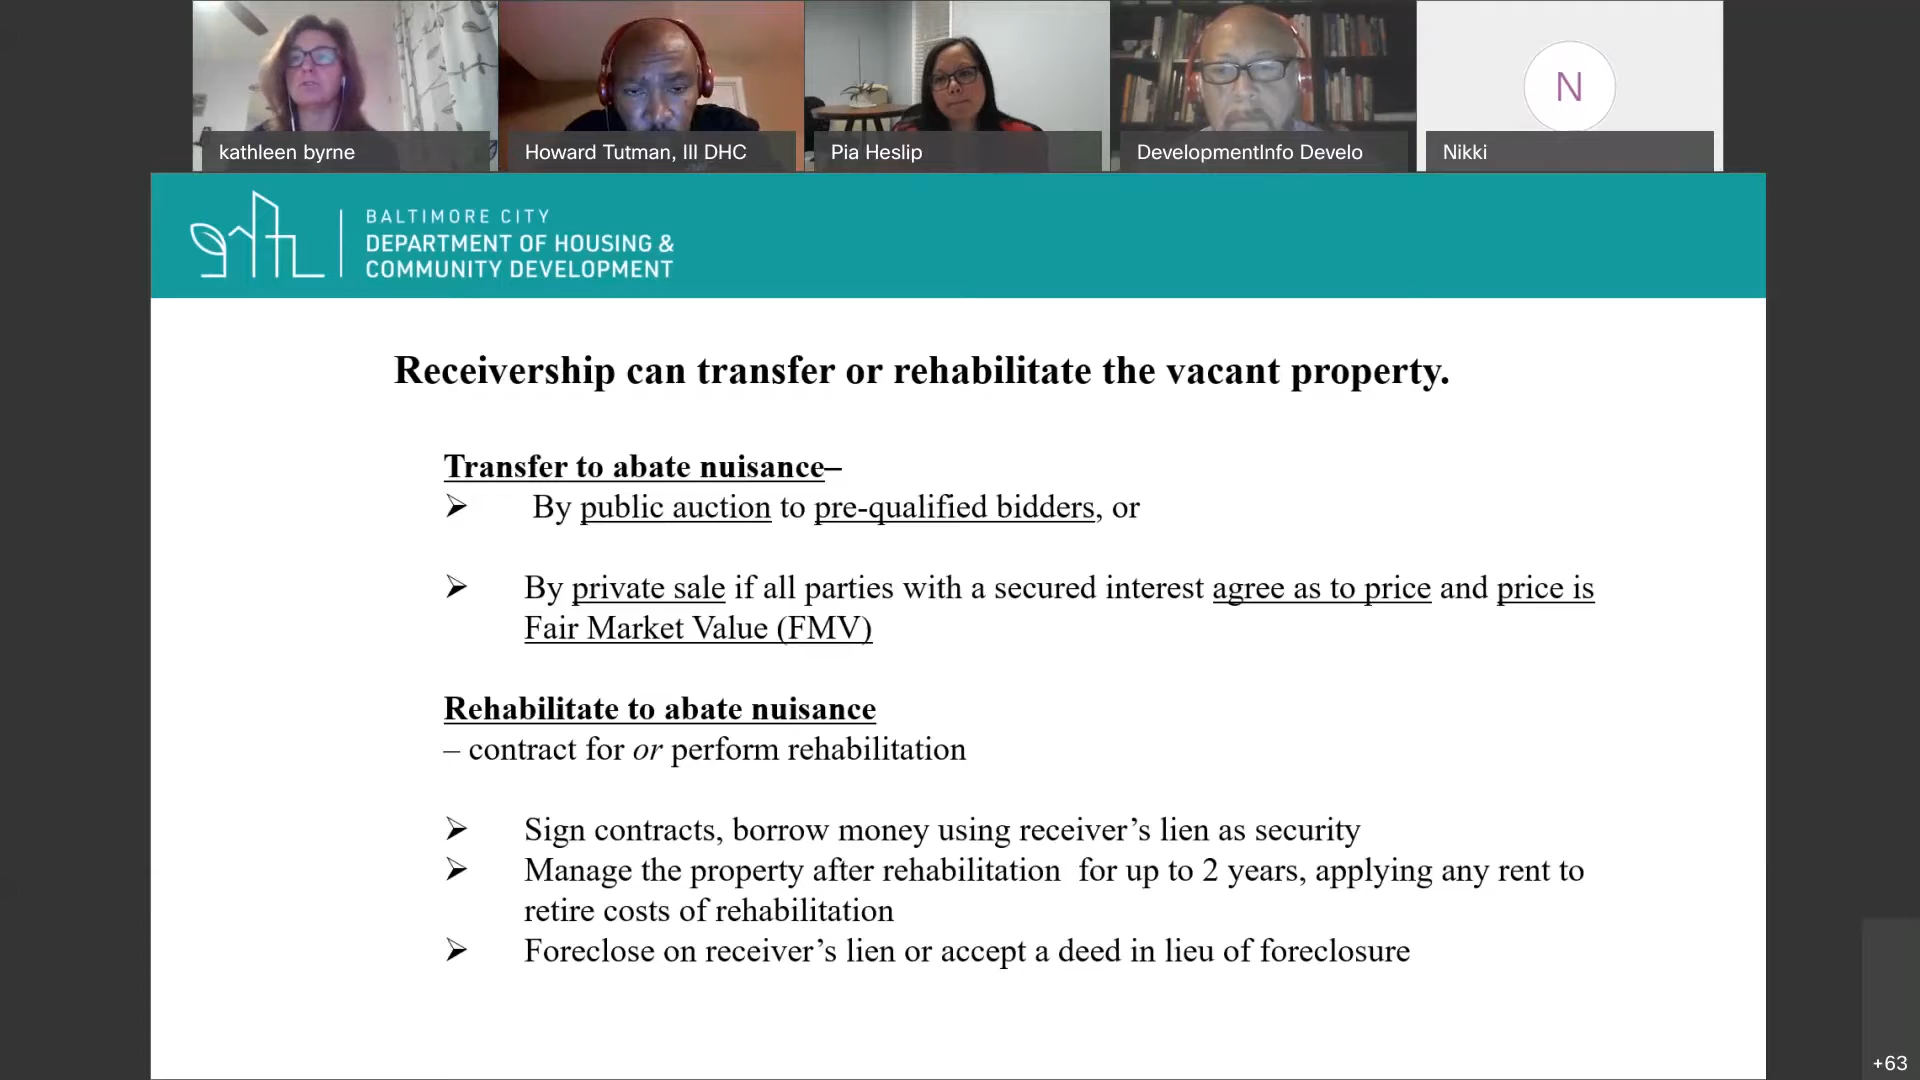 kathleen byrne
Howard Tutman, III DHC
Pia Heslip
DevelopmentInfo Develo
N
Nikki
BALTIMORE CITY
DEPARTMENT OF HOUSING &
COMMUNITY DEVELOPMENT
Receivership can transfer or rehabilitate the vacant property.
Transfer to abate nuisance–
➢ By public auction to pre-qualified bidders, or
➢ By private sale if all parties with a secured interest agree as to price and price is
Fair Market Value (FMV)
Rehabilitate to abate nuisance
– contract for or perform rehabilitation
➢ Sign contracts, borrow money using receiver’s lien as security
➢ Manage the property after rehabilitation for up to 2 years, applying any rent to
retire costs of rehabilitation
➢ Foreclose on receiver’s lien or accept a deed in lieu of foreclosure
+63